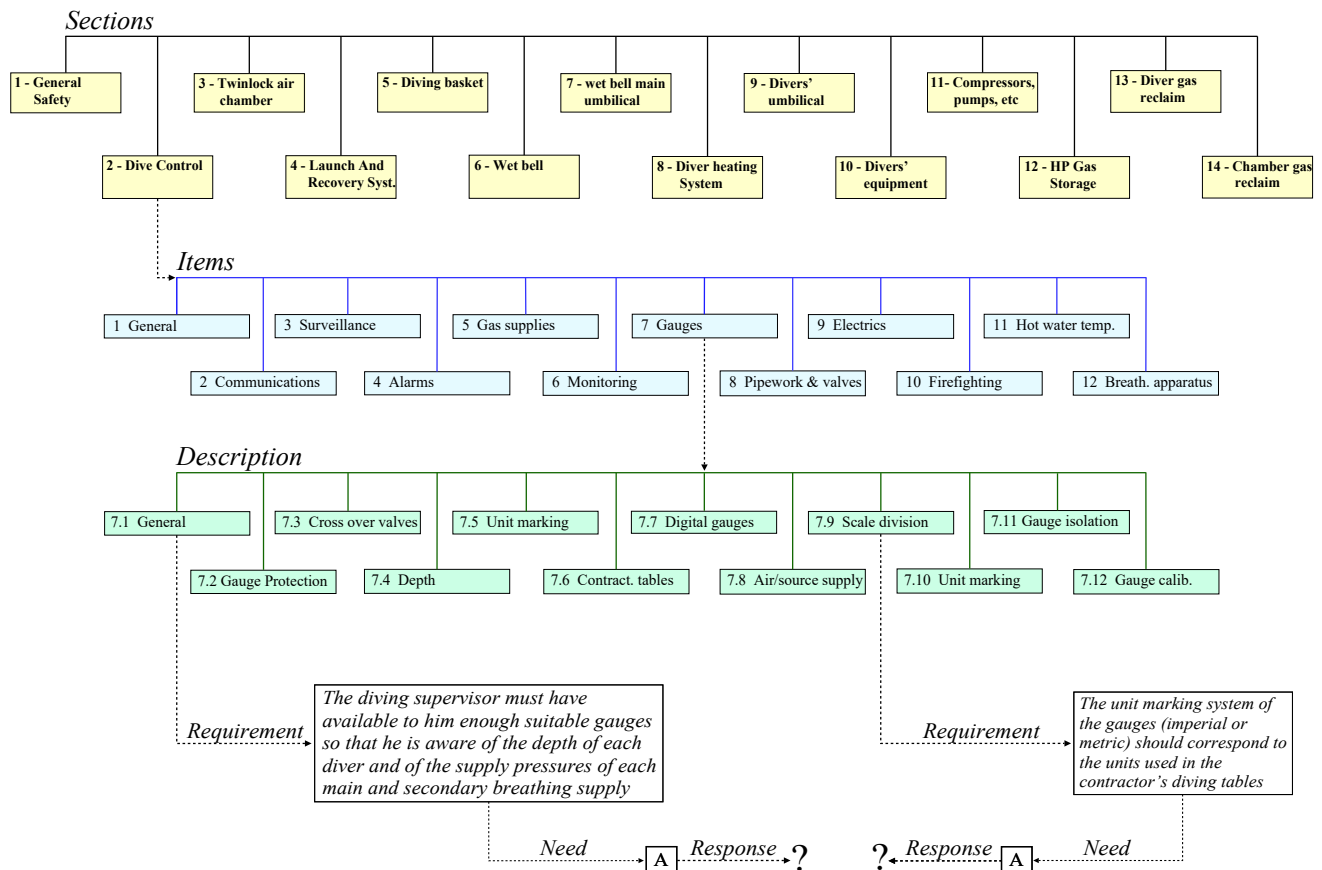 Sections
1 - General
Safety
3 - Twinlock air
chamber
5 - Diving basket
7 - wet bell main
umbilical
9 - Divers'
umbilical
11- Compressors,
pumps, etc
13 - Diver gas
reclaim
2 - Dive Control
4 - Launch And
Recovery Syst.
6 - Wet bell
8 - Diver heating
System
10 - Divers'
equipment
12 - HP Gas
Storage
14 - Chamber gas
reclaim
Items
1 General
3 Surveillance
5 Gas supplies
7 Gauges
9 Electrics
11 Hot water temp.
2 Communications
4 Alarms
6 Monitoring
8 Pipework & valves
10 Firefighting
12 Breath. apparatus
Description
7.1 General
7.3 Cross over valves
7.5 Unit marking
7.7 Digital gauges
7.9 Scale division
7.11 Gauge isolation
7.2 Gauge Protection
7.4 Depth
7.6 Contract. tables
7.8 Air/source supply
7.10 Unit marking
7.12 Gauge calib.
Requirement
The diving supervisor must have
available to him enough suitable gauges
so that he is aware of the depth of each
diver and of the supply pressures of each
main and secondary breathing supply
Requirement
The unit marking system of
the gauges (imperial or
metric) should correspond to
the units used in the
contractor's diving tables
Need
A
Response
?
?
Response
A
Need